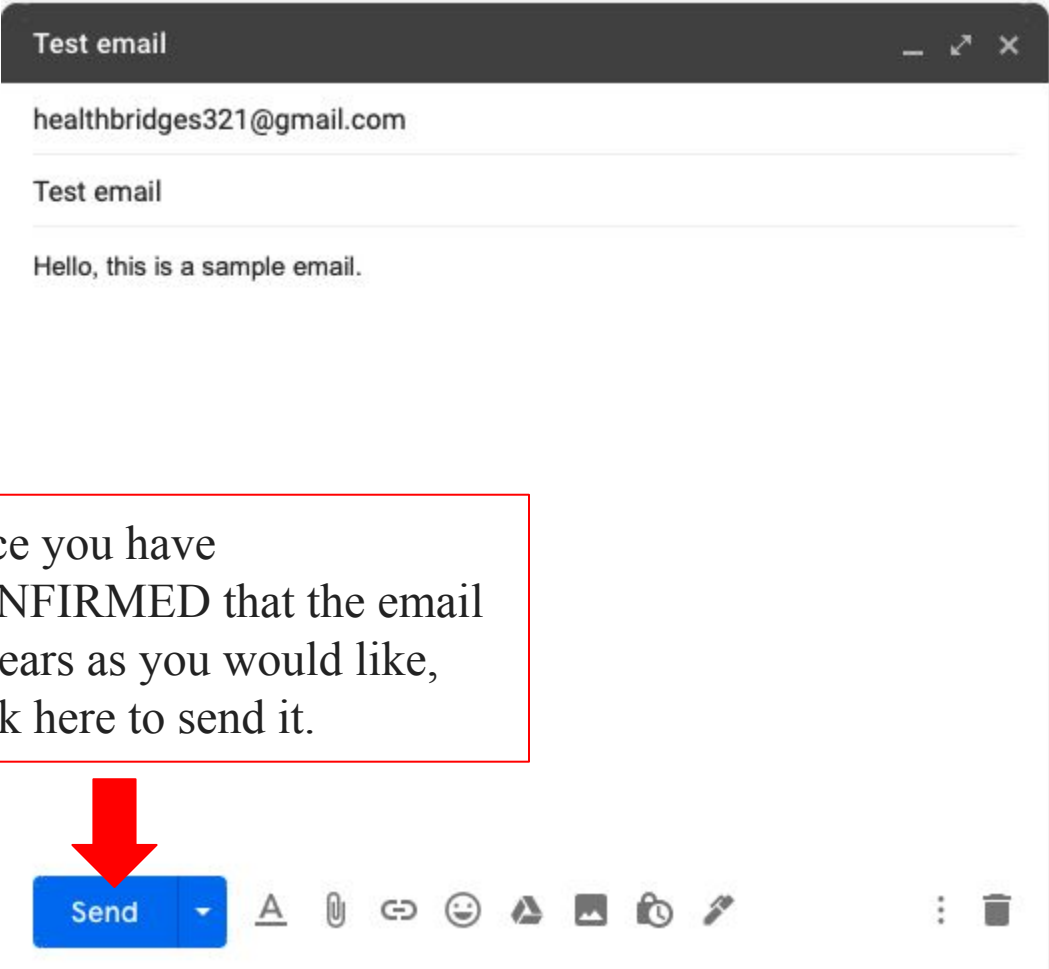 Test email
healthbridges321@gmail.com
Test email
Hello, this is a sample email.
ce you have
NFIRMED that the email
ears as you would like,
k here to send it.
Send